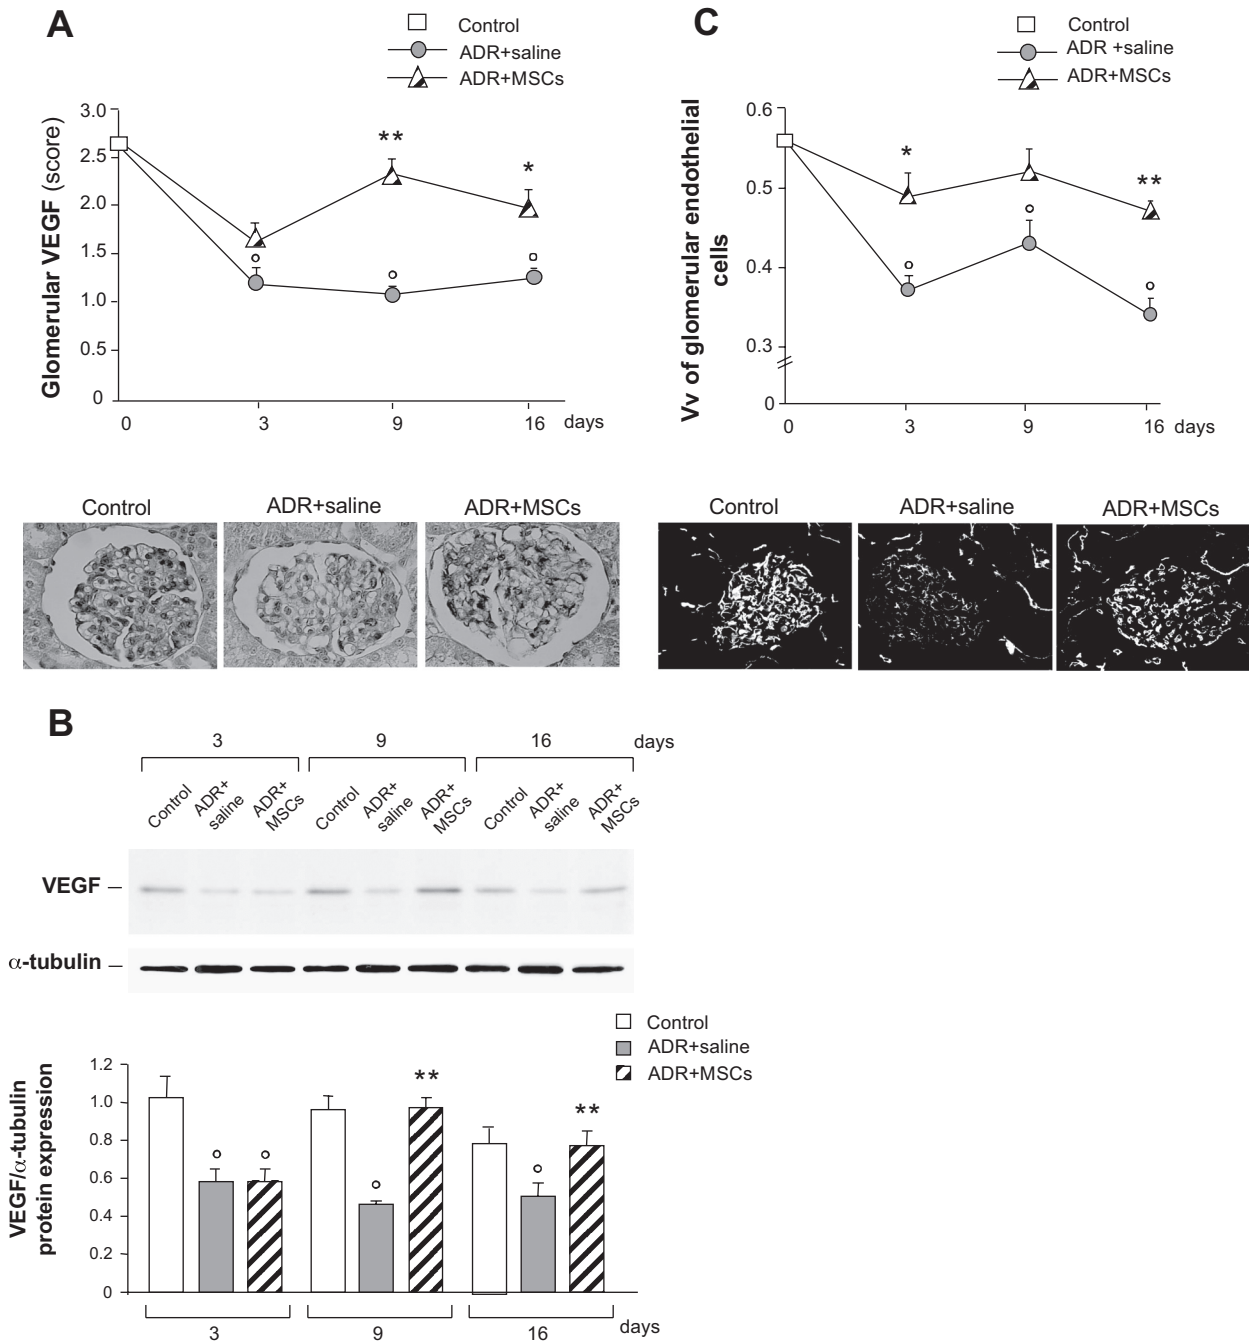 A
Control
ADR+saline
ADR+MSCs
Glomerular VEGF (score)
3.0
2.5
2.0
1.5
1.0
0.5
0
**
*
0 3 9 16 days
Control ADR+saline ADR+MSCs
C
Control
ADR +saline
ADR+MSCs
Vv of glomerular endothelial
cells
0.6
0.5
0.4
0.3
0
*
**
0 3 9 16 days
Control ADR+saline ADR+MSCs
B
3 9 16 days
Control ADR+
saline ADR+
MSCs Control ADR+
saline ADR+
MSCs Control ADR+
saline ADR+
MSCs
VEGF
α-tubulin
Control
ADR+saline
ADR+MSCs
VEGF/α-tubulin
protein expression
1.2
1.0
0.8
0.6
0.4
0.2
0
**
**
3 9 16 days